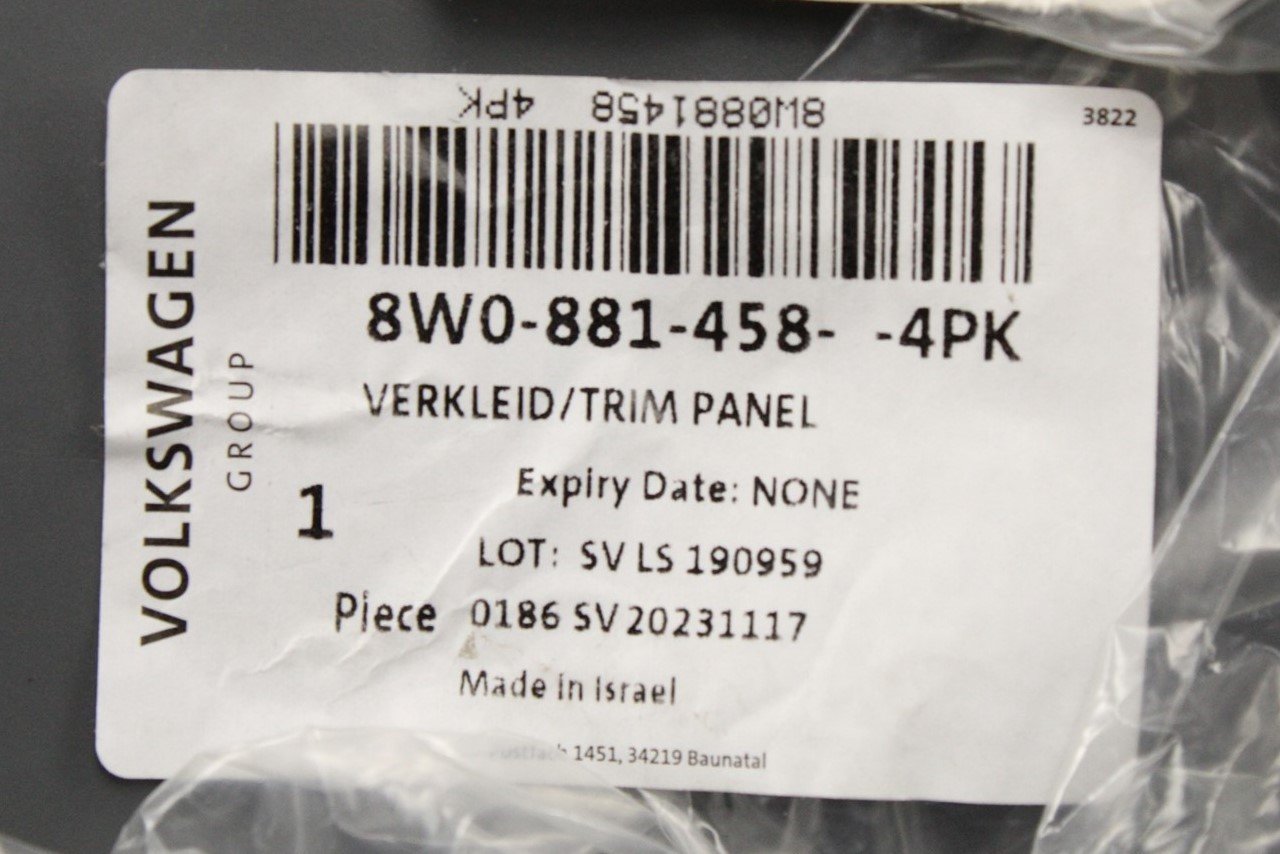 8W0881458 4PK
3822
8W0-881-458- -4PK
VERKLEID/TRIM PANEL
Expiry Date: NONE
1
LOT: SV LS 190959
Piece 0186 SV 20231117
Made in Israel
1451, 34219 Baunatal
VOLKSWAGEN
GROUP